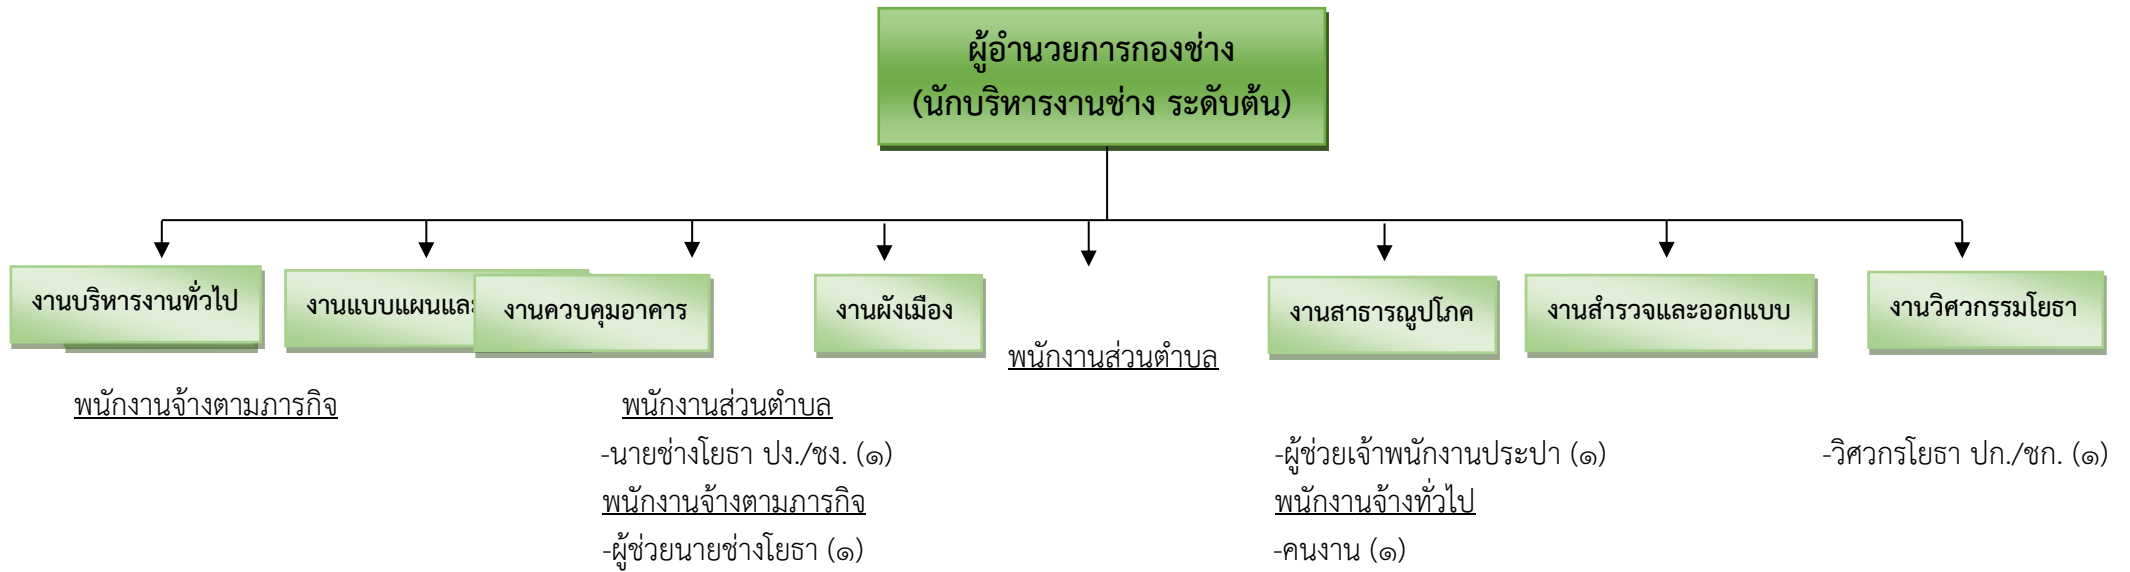 ผู้อำนวยการกองช่าง
(นักบริหารงานช่าง ระดับต้น)
งานบริหารงานทั่วไป
งานแบบแผนและ
งานควบคุมอาคาร
งานผังเมือง
งานสาธารณูปโภค
งานสำรวจและออกแบบ
งานวิศวกรรมโยธา
พนักงานส่วนตำบล
พนักงานจ้างตามภารกิจ
พนักงานส่วนตำบล
-นายช่างโยธา ปง./ชง. (๑)
-ผู้ช่วยเจ้าพนักงานประปา (๑)
-วิศวกรโยธา ปก./ชก. (๑)
พนักงานจ้างตามภารกิจ
พนักงานจ้างทั่วไป
-ผู้ช่วยนายช่างโยธา (๑)
-คนงาน (๑)